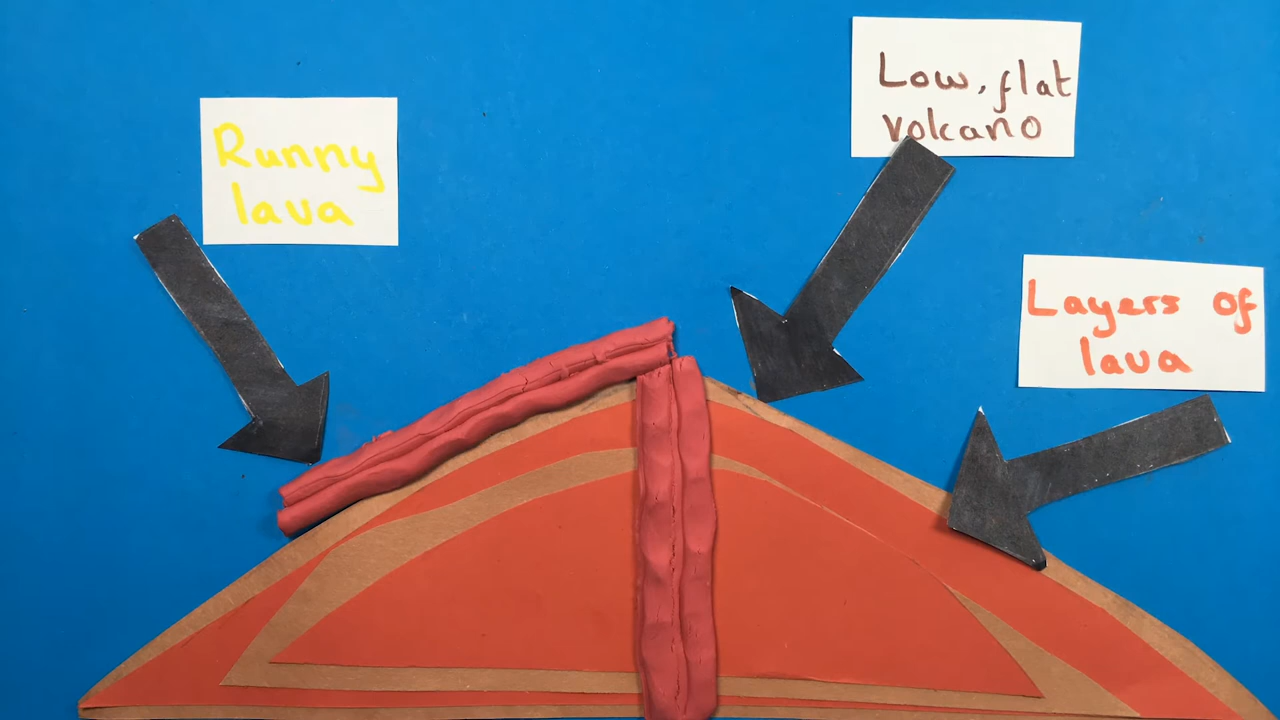 Runny
lava
Low, flat
volcano
Layers of
lava